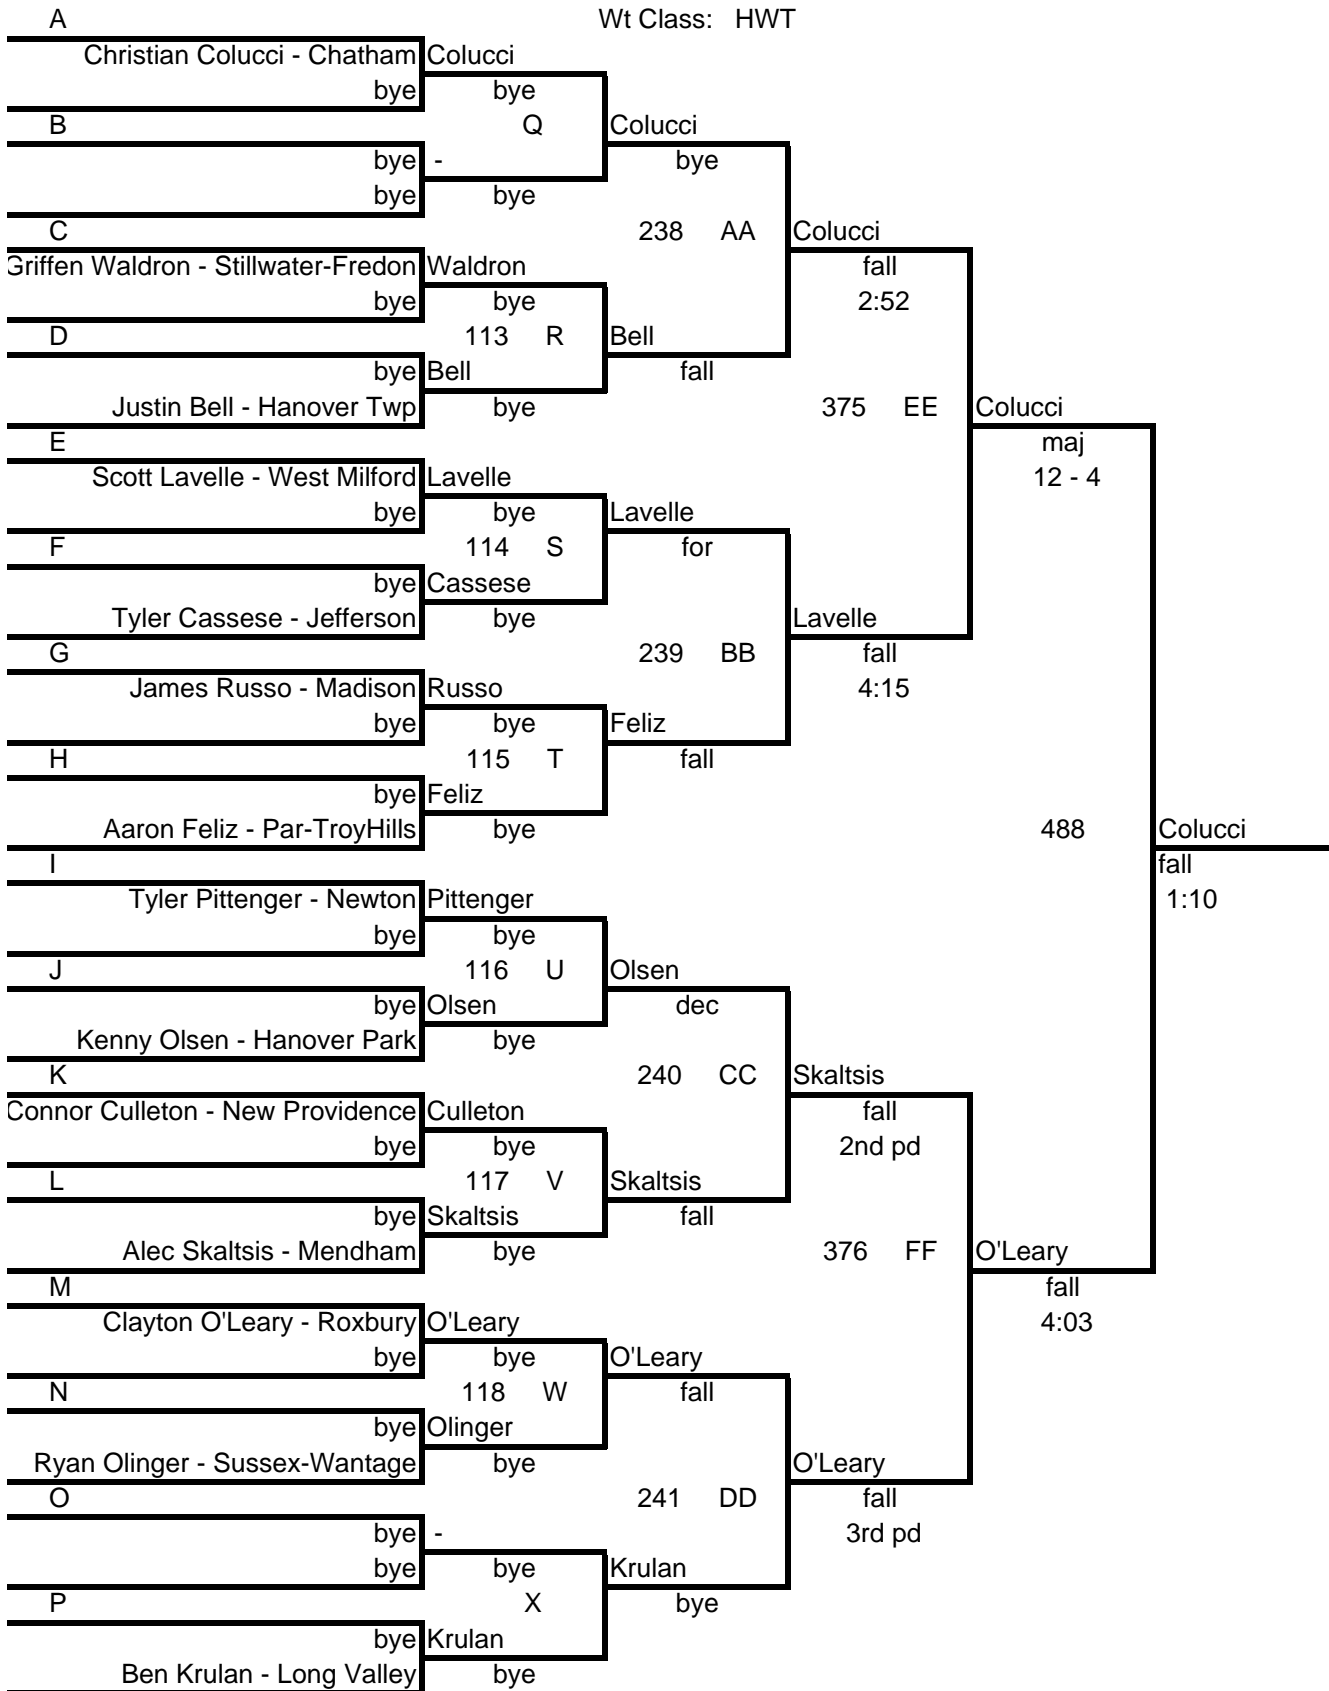 A Wt Class: HWT
Christian Colucci - Chatham Colucci
bye bye
B Q Colucci
bye - bye
bye bye
C 238 AA Colucci
Griffen Waldron - Stillwater-Fredon Waldron fall
bye bye 2:52
D 113 R Bell
bye Bell fall
Justin Bell - Hanover Twp bye 375 EE Colucci
E maj
Scott Lavelle - West Milford Lavelle 12 - 4
bye bye Lavelle
F 114 S for
bye Cassese
Tyler Cassese - Jefferson bye Lavelle
G 239 BB fall
James Russo - Madison Russo 4:15
bye bye Feliz
H 115 T fall
bye Feliz
Aaron Feliz - Par-TroyHills bye 488 Colucci
I fall
Tyler Pittenger - Newton Pittenger 1:10
bye bye
J 116 U Olsen
bye Olsen dec
Kenny Olsen - Hanover Park bye
K 240 CC Skaltsis
Connor Culleton - New Providence Culleton fall
bye bye 2nd pd
L 117 V Skaltsis
bye Skaltsis fall
Alec Skaltsis - Mendham bye 376 FF O'Leary
M fall
Clayton O'Leary - Roxbury O'Leary 4:03
bye bye O'Leary
N 118 W fall
bye Olinger
Ryan Olinger - Sussex-Wantage bye O'Leary
O 241 DD fall
bye - 3rd pd
bye bye Krulan
P X bye
bye Krulan
Ben Krulan - Long Valley bye